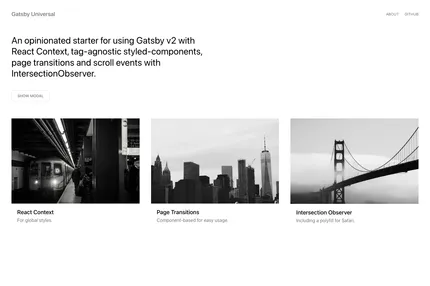 Gatsby Universal
ABOUT GITHUB
An opinionated starter for using Gatsby v2 with
React Context, tag-agnostic styled-components,
page transitions and scroll events with
IntersectionObserver.
SHOW MODAL
React Context
For global styles.
Page Transitions
Component-based for easy usage.
Intersection Observer
Including a polyfill for Safari.